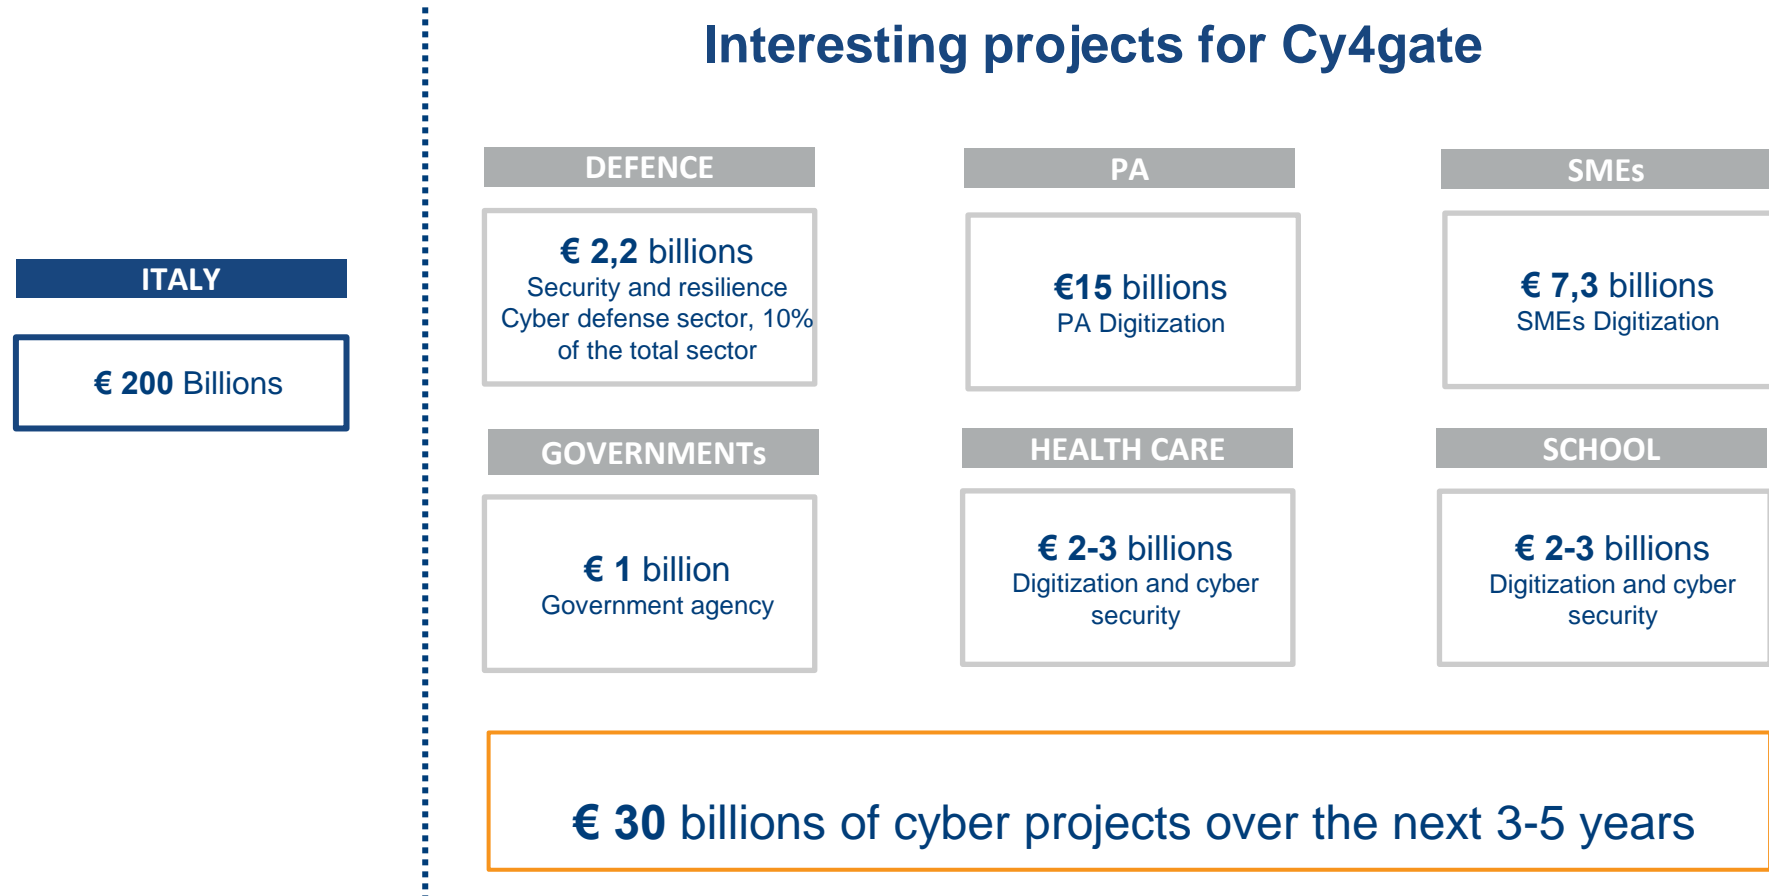 Interesting projects for Cy4gate
ITALY
€ 200 Billions
DEFENCE
€ 2,2 billions
Security and resilience
Cyber defense sector, 10%
of the total sector
PA
€15 billions
PA Digitization
SMEs
€ 7,3 billions
SMEs Digitization
GOVERNMENTs
€ 1 billion
Government agency
HEALTH CARE
€ 2-3 billions
Digitization and cyber
security
SCHOOL
€ 2-3 billions
Digitization and cyber
security
€ 30 billions of cyber projects over the next 3-5 years